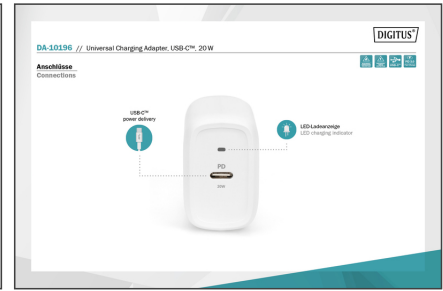 DIGITUS®
DA-10196 // Universal Charging Adapter, USB-C™, 20 W
Anschlüsse
Connections
USB-C™
power delivery
LED-Ladeanzeige
LED charging indicator
PD
20W